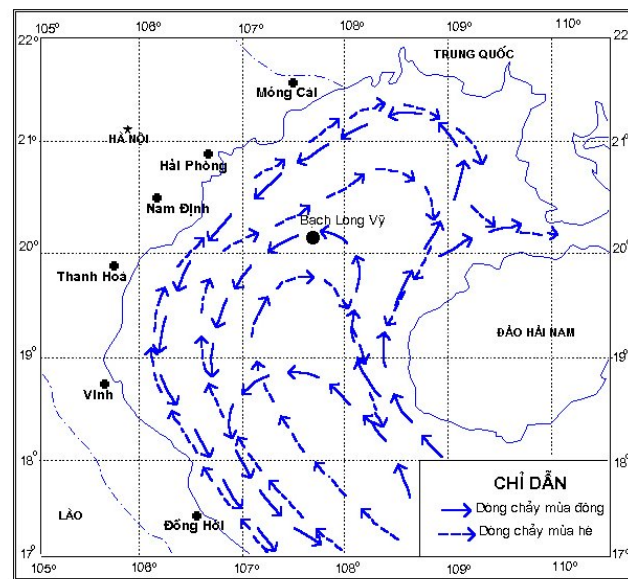 105° 106° 107° 108° 109° 110°
22°
TRUNG QUỐC
Móng Cái
21° HÀ NỘI 21°
Hải Phòng
Nam Định
Bạch Long Vỹ
20° 20°
Thanh Hoá
ĐẢO HẢI NAM
19° 19°
Vinh
18° 18°
CHỈ DẪN
Dòng chảy mùa đông
Dòng chảy mùa hè
LÀO
Đồng Hới
17° 17°
105° 106° 107° 108° 109° 110°